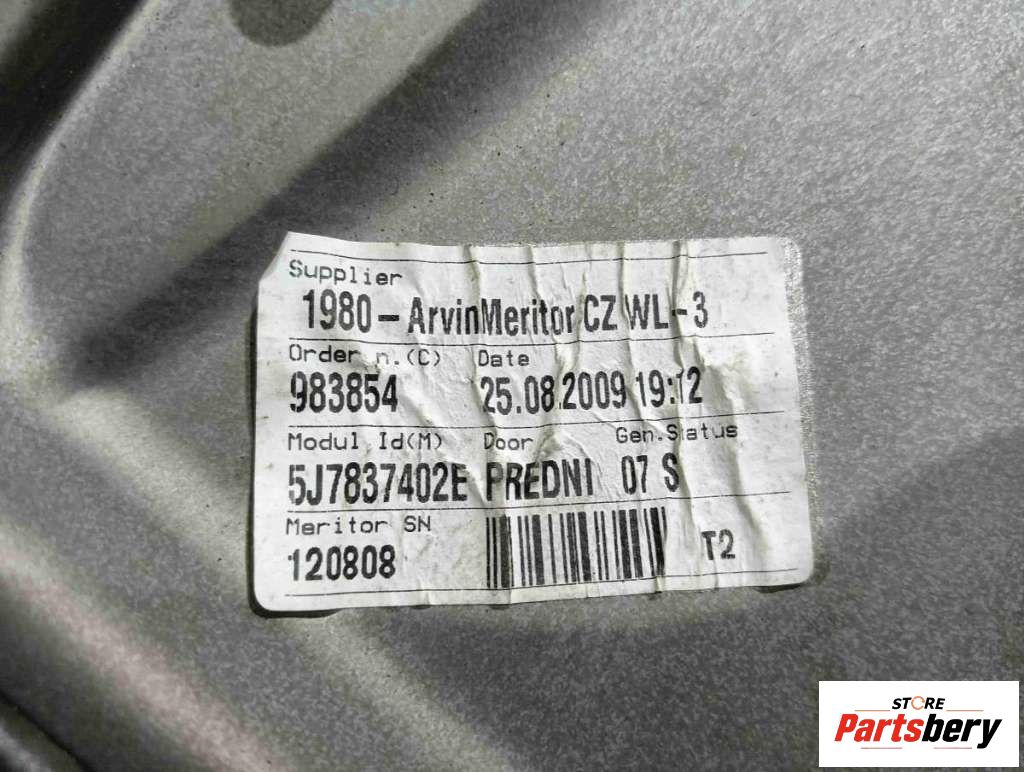 Supplier
1980-ArvinMeritor CZ WL-3
Order n.(C) Date
983854 25.08.2009 19:12
Modul Id(M) Door Gen.Status
5J7837402E PREDNI 07 S
Meritor SN
120808 T2
STORE
Partsbery